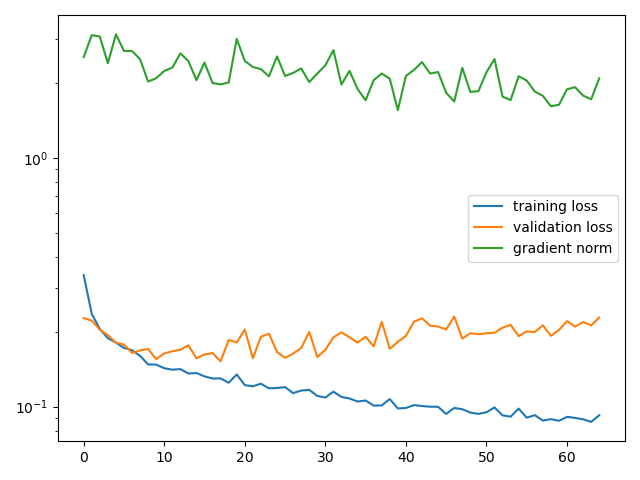 10⁰
10⁻¹
training loss
validation loss
gradient norm
0 10 20 30 40 50 60